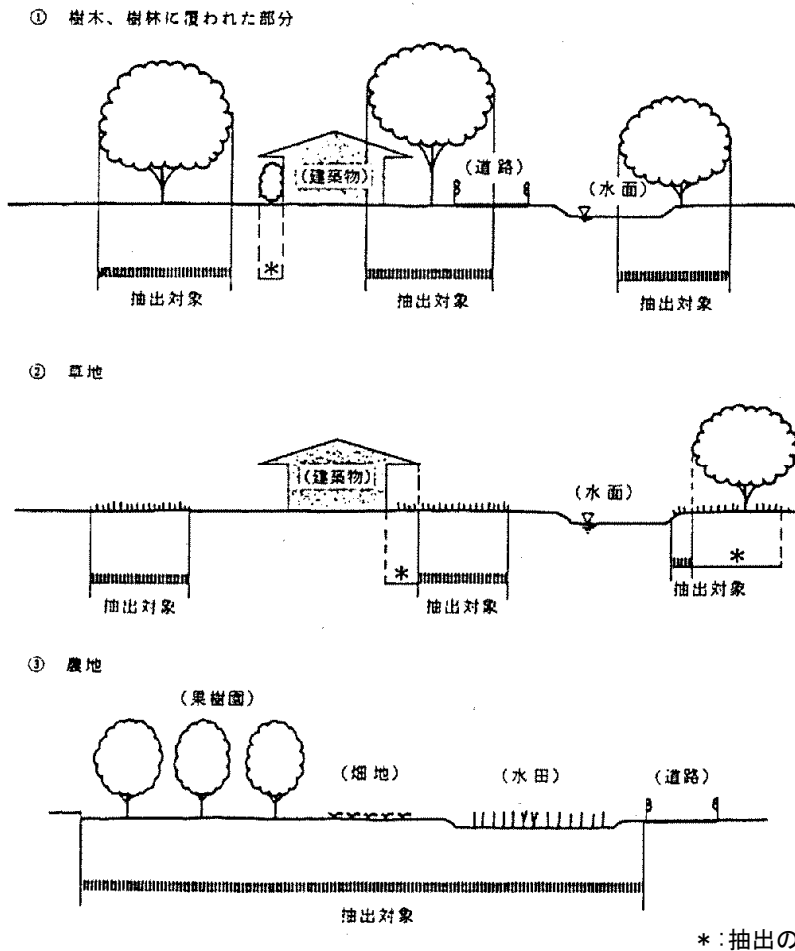 ① 樹木、樹林に覆われた部分
(建築物)
(道路)
(水面)
*
抽出対象
抽出対象
抽出対象
② 草地
(建築物)
(水面)
*
*
抽出対象
抽出対象
抽出対象
③ 農地
(果樹園)
(畑地)
(水田)
(道路)
抽出対象
*:抽出の